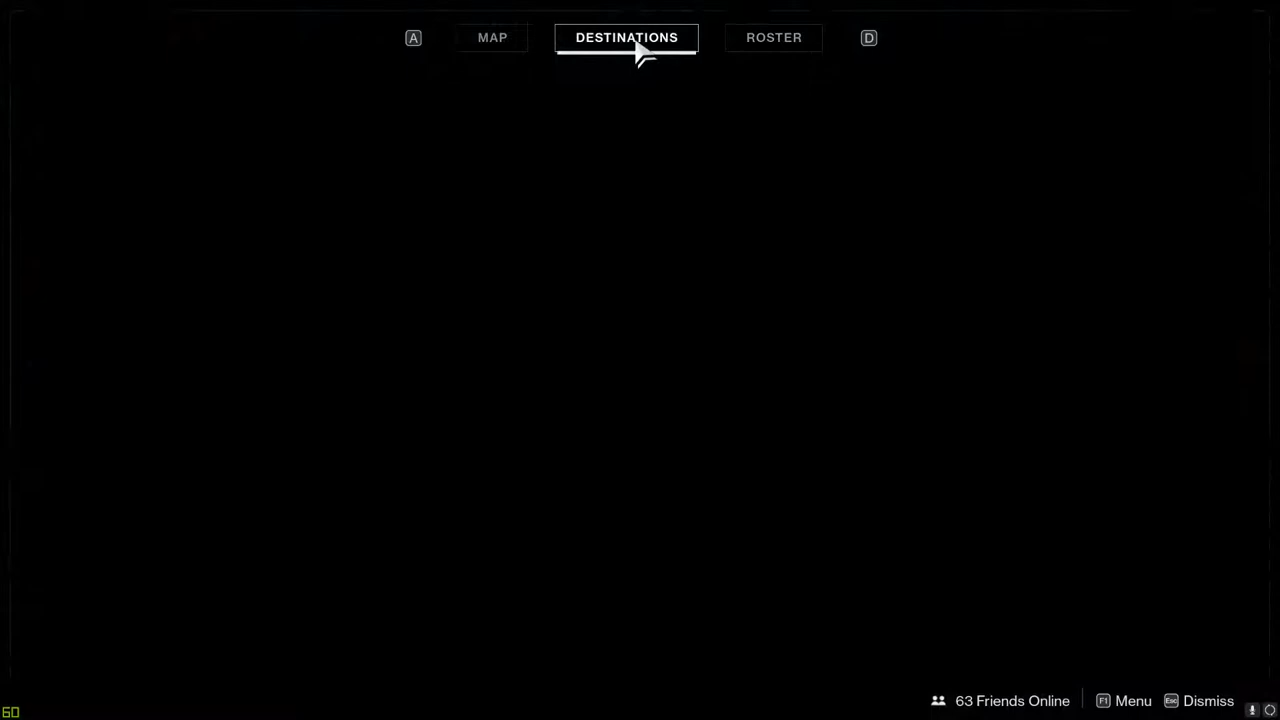 A MAP DESTINATIONS ROSTER D
63 Friends Online F1 Menu Esc Dismiss
60